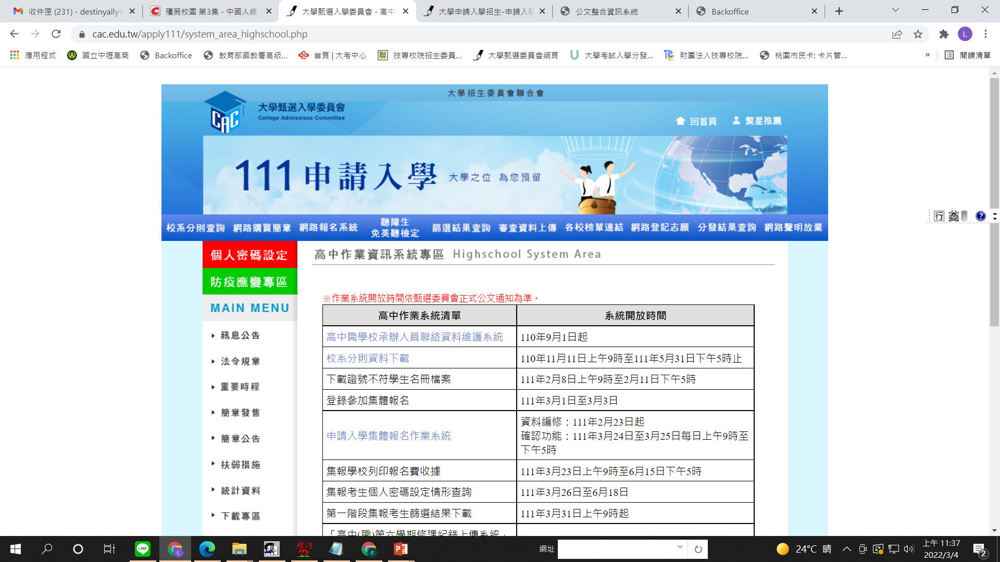 收件匣 (231) - destinyally1
殭屍校園 第3集 - 中國人線上
大學甄選入學委員會 - 高中
大學申請入學招生-申請入學
公文整合資訊系統
Backoffice
cac.edu.tw/apply111/system_area_highschool.php
L
應用程式
國立中壢高商
Backoffice
教育部國教署高級...
首頁 | 大考中心
技專校院招生委員...
大學甄選委員會網頁
大學考試入學分發...
財團法人技專校院...
桃園市民卡: 卡片管...
»
閱讀清單
大學招生委員會聯合會
CAC
大學甄選入學委員會
College Admissions Committee
回首頁
繁星推薦
111 申請入學
大學之位 為您預留
校系分則查詢
網路購買簡章
網路報名系統
聽障生
免英聽檢定
篩選結果查詢
審查資料上傳
各校榜單連結
網路登記志願
分發結果查詢
網路聲明放棄
個人密碼設定
防疫應變專區
MAIN MENU
訊息公告
法令規章
重要時程
簡章發售
簡章公告
扶弱措施
統計資料
下載專區
高中作業資訊系統專區 Highschool System Area
※作業系統開放時間依甄選委員會正式公文通知為準。
高中作業系統清單
系統開放時間
高中職學校承辦人員聯絡資料維護系統
110年9月1日起
校系分則資料下載
110年11月11日上午9時至111年5月31日下午5時止
下載證號不符學生名冊檔案
111年2月8日上午9時至2月11日下午5時
登錄參加集體報名
111年3月1日至3月3日
申請入學集體報名作業系統
資料編修：111年2月23日起
確認功能：111年3月24日至3月25日每日上午9時至
下午5時
集報學校列印報名費收據
111年3月23日上午9時至6月15日下午5時
集報考生個人密碼設定情形查詢
111年3月26日至6月18日
第一階段集報考生篩選結果下載
111年3月31日上午9時起
「高中(職)第六學期修課紀錄上傳系統」
行
?
LINE
網址
24°C 晴
上午 11:37
2022/3/4
2